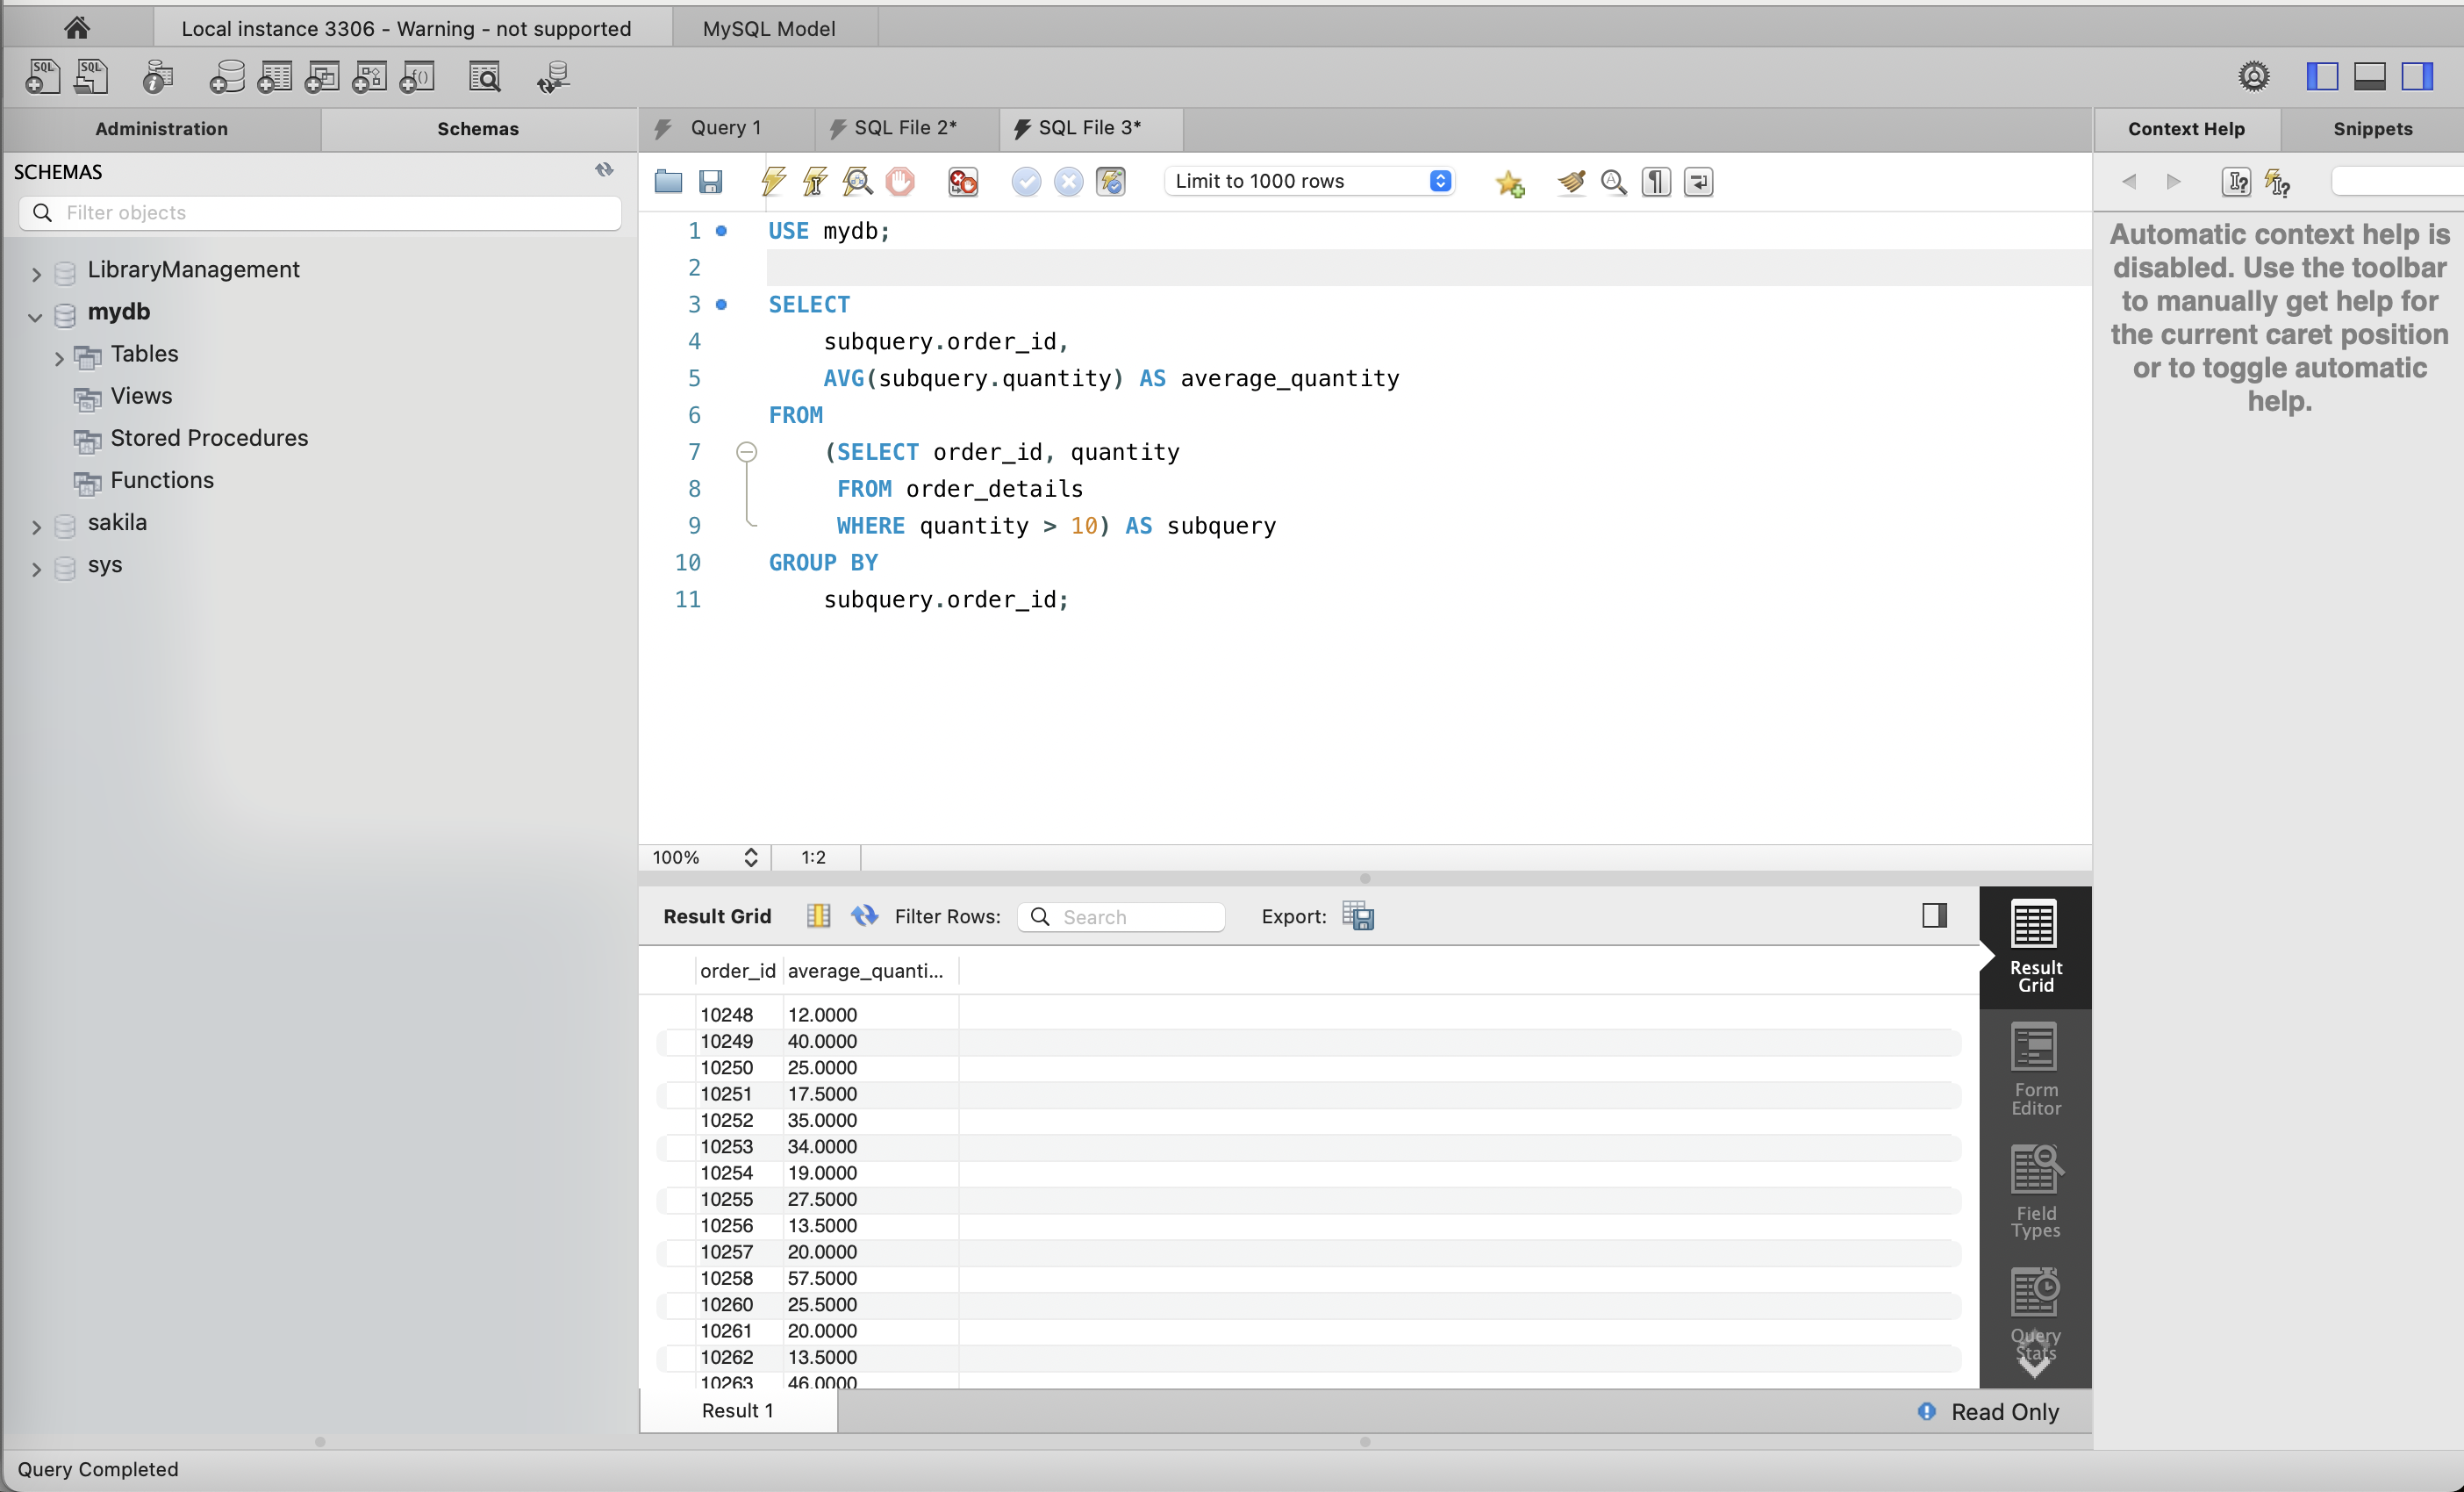 Local instance 3306 - Warning - not supported
MySQL Model
SQL
SQL
f()
Administration
Schemas
Query 1
SQL File 2*
SQL File 3*
Context Help
Snippets
SCHEMAS
Filter objects
LibraryManagement
mydb
Tables
Views
Stored Procedures
Functions
sakila
sys
Limit to 1000 rows
1 USE mydb;
2
3 SELECT
4 subquery.order_id,
5 AVG(subquery.quantity) AS average_quantity
6 FROM
7 (SELECT order_id, quantity
8 FROM order_details
9 WHERE quantity > 10) AS subquery
10 GROUP BY
11 subquery.order_id;
Automatic context help is
disabled. Use the toolbar
to manually get help for
the current caret position
or to toggle automatic
help.
100%
1:2
Result Grid
Filter Rows:
Search
Export:
order_id average_quanti...
10248 12.0000
10249 40.0000
10250 25.0000
10251 17.5000
10252 35.0000
10253 34.0000
10254 19.0000
10255 27.5000
10256 13.5000
10257 20.0000
10258 57.5000
10260 25.5000
10261 20.0000
10262 13.5000
10263 46.0000
Result
Grid
Form
Editor
Field
Types
Query
Stats
Result 1
Read Only
Query Completed